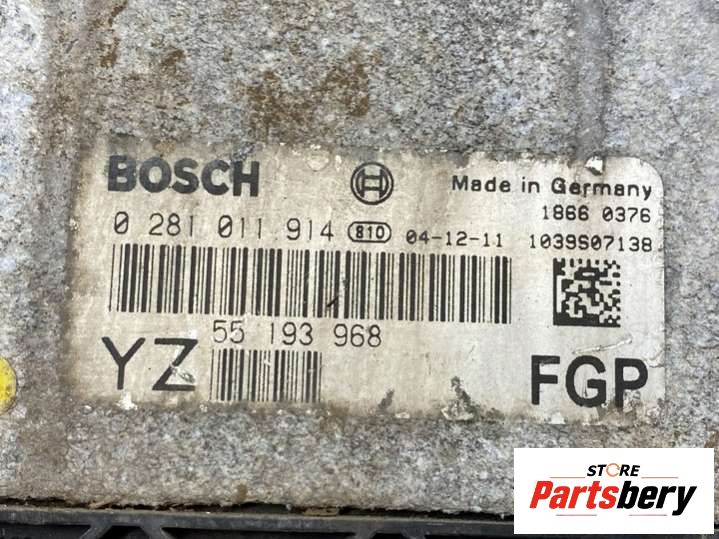 BOSCH Made in Germany
1866 0376
0 281 011 914 810 04-12-11 1039S07138
55 193 968
YZ FGP
STORE
Partsbery